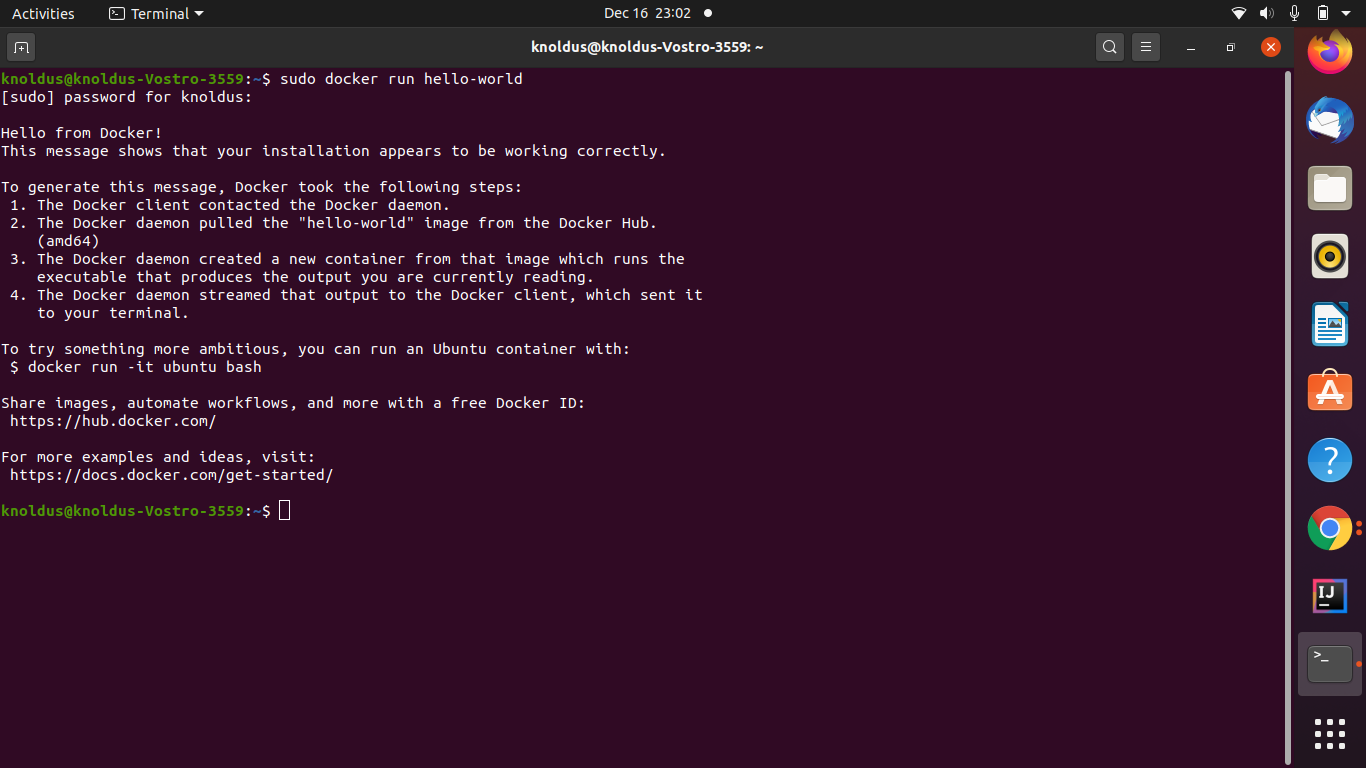 Activities Terminal Dec 16 23:02
knoldus@knoldus-Vostro-3559: ~
knoldus@knoldus-Vostro-3559:~$ sudo docker run hello-world
[sudo] password for knoldus:

Hello from Docker!
This message shows that your installation appears to be working correctly.

To generate this message, Docker took the following steps:
 1. The Docker client contacted the Docker daemon.
 2. The Docker daemon pulled the "hello-world" image from the Docker Hub.
    (amd64)
 3. The Docker daemon created a new container from that image which runs the
    executable that produces the output you are currently reading.
 4. The Docker daemon streamed that output to the Docker client, which sent it
    to your terminal.

To try something more ambitious, you can run an Ubuntu container with:
 $ docker run -it ubuntu bash

Share images, automate workflows, and more with a free Docker ID:
 https://hub.docker.com/

For more examples and ideas, visit:
 https://docs.docker.com/get-started/

knoldus@knoldus-Vostro-3559:~$
?
IJ
>_